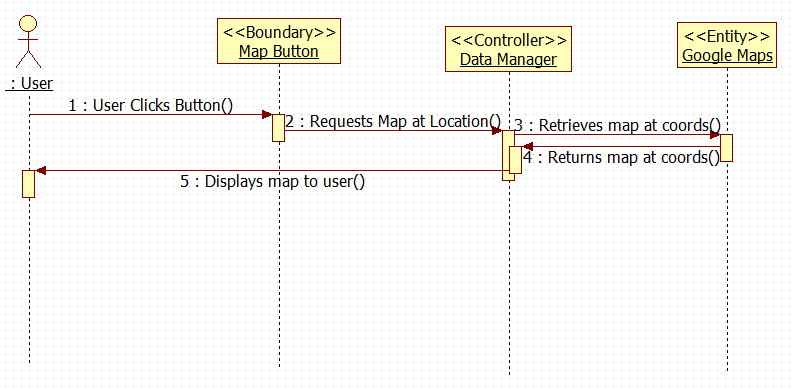 : User
<<Boundary>>
Map Button
<<Controller>>
Data Manager
<<Entity>>
Google Maps
1 : User Clicks Button()
2 : Requests Map at Location()
3 : Retrieves map at coords()
4 : Returns map at coords()
5 : Displays map to user()